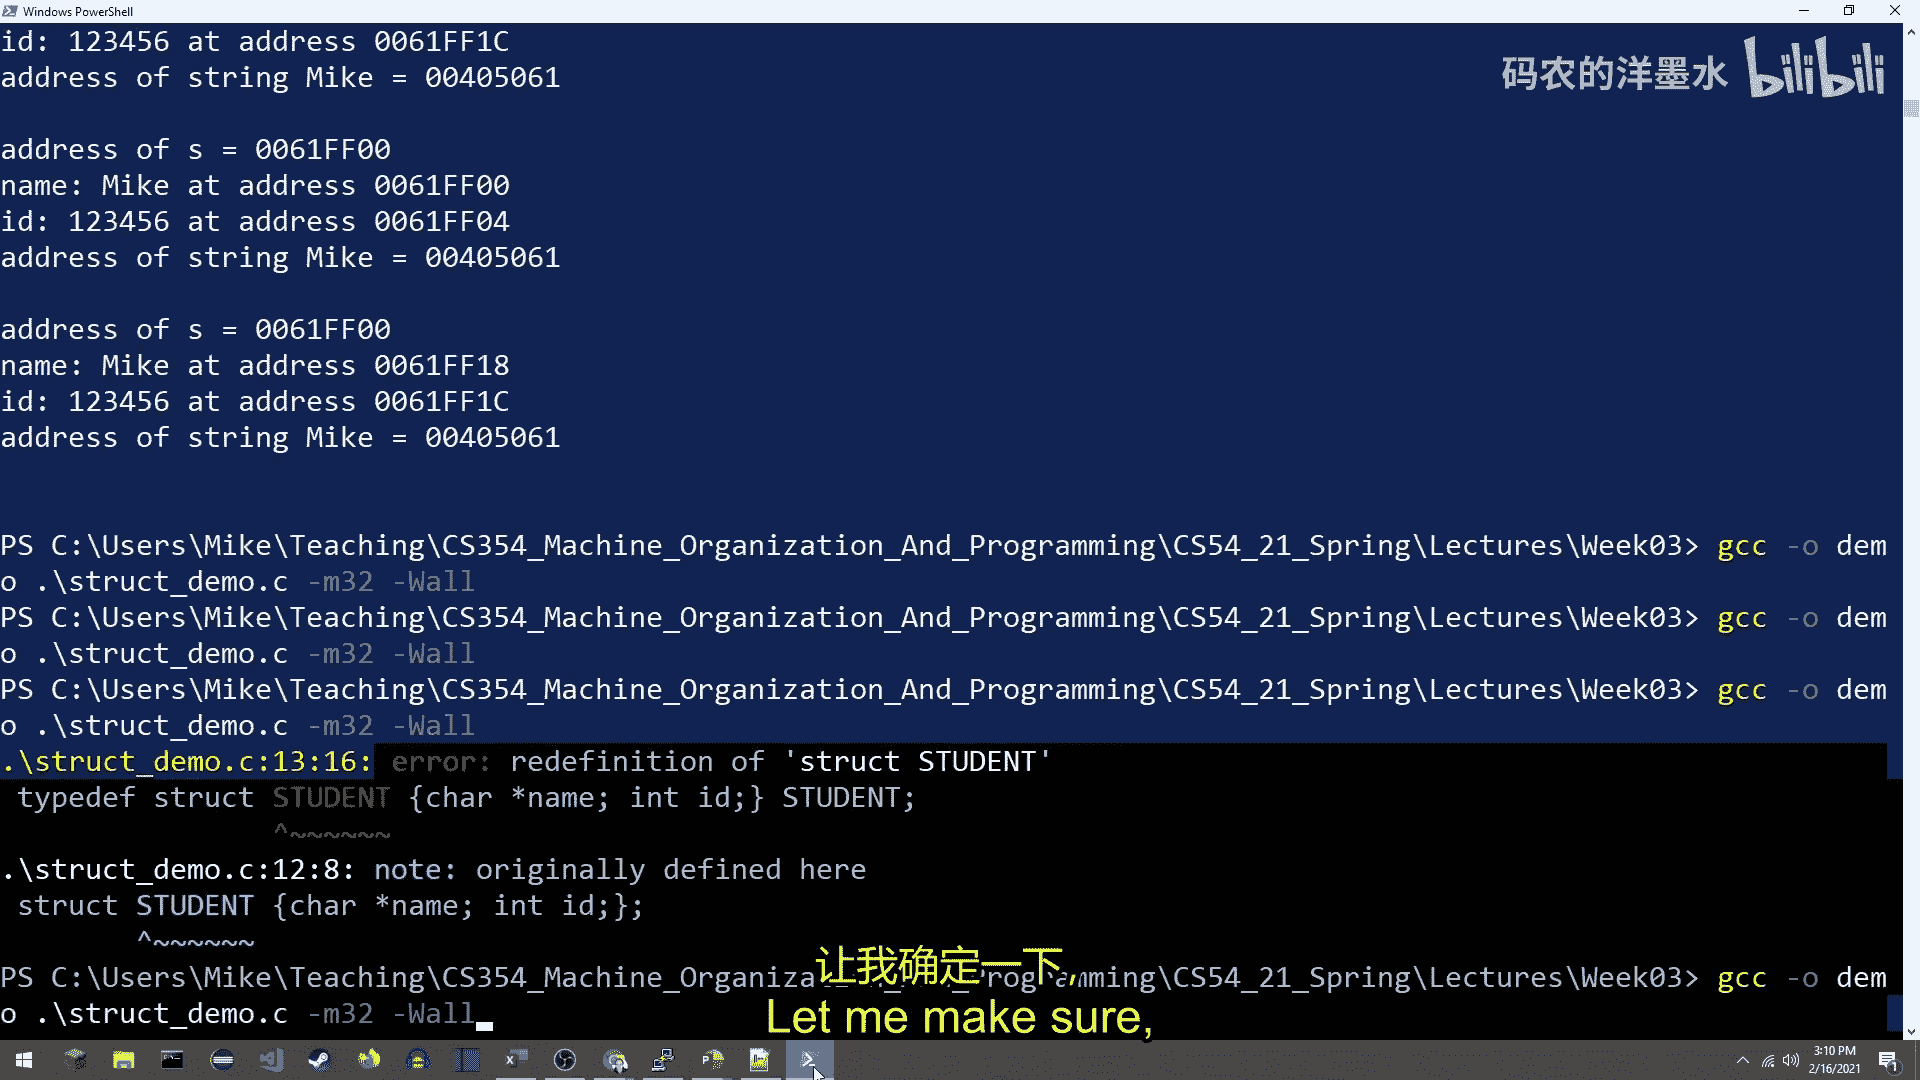 Windows PowerShell
id: 123456 at address 0061FF1C
address of string Mike = 00405061
码农的洋墨水 bilibili
address of s = 0061FF00
name: Mike at address 0061FF00
id: 123456 at address 0061FF04
address of string Mike = 00405061
address of s = 0061FF00
name: Mike at address 0061FF18
id: 123456 at address 0061FF1C
address of string Mike = 00405061
PS C:\Users\Mike\Teaching\CS354_Machine_Organization_And_Programming\CS54_21_Spring\Lectures\Week03> gcc -o dem
o .\struct_demo.c -m32 -Wall
PS C:\Users\Mike\Teaching\CS354_Machine_Organization_And_Programming\CS54_21_Spring\Lectures\Week03> gcc -o dem
o .\struct_demo.c -m32 -Wall
PS C:\Users\Mike\Teaching\CS354_Machine_Organization_And_Programming\CS54_21_Spring\Lectures\Week03> gcc -o dem
o .\struct_demo.c -m32 -Wall
.\struct_demo.c:13:16: error: redefinition of 'struct STUDENT'
typedef struct STUDENT {char *name; int id;} STUDENT;
^~~~~~~
.\struct_demo.c:12:8: note: originally defined here
struct STUDENT {char *name; int id;};
^~~~~~~
PS C:\Users\Mike\Teaching\CS354_Machine_Organization_And_Programming\CS54_21_Spring\Lectures\Week03> gcc -o dem
o .\struct_demo.c -m32 -Wall
让我确定一下,
Let me make sure,
3:10 PM
2/16/2021